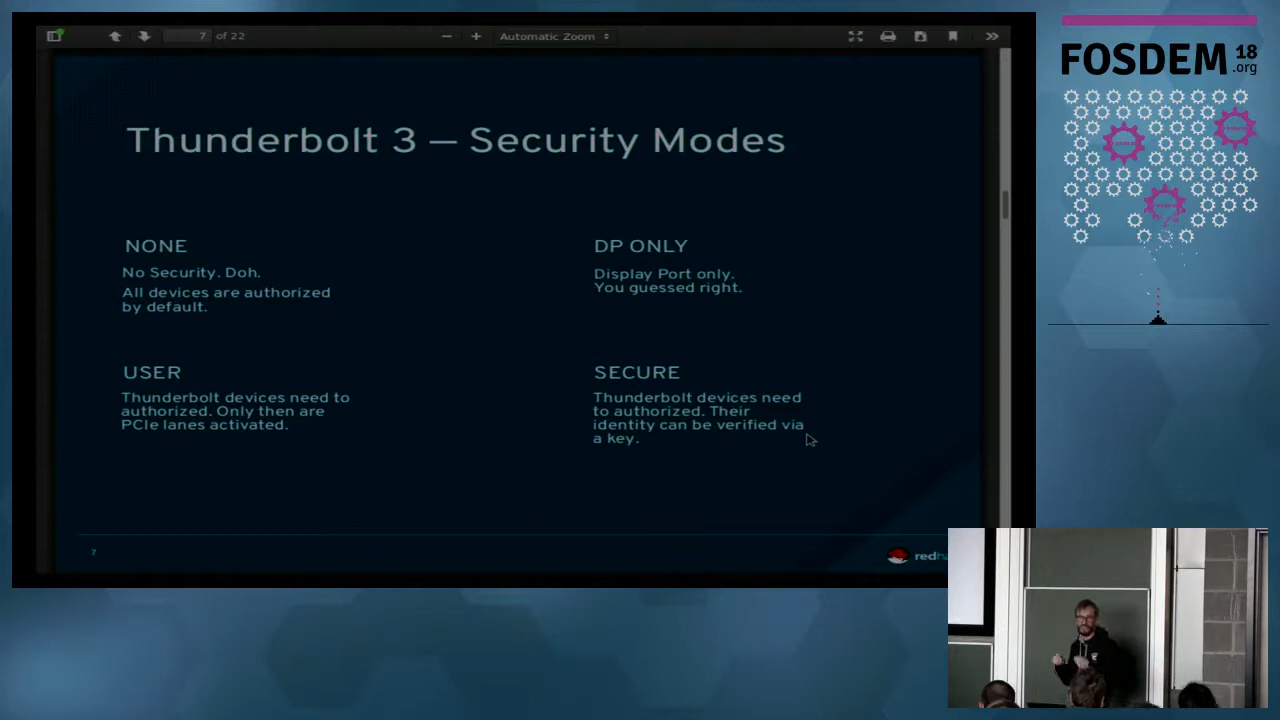 7 of 22
Automatic Zoom
Thunderbolt 3 — Security Modes
NONE
No Security. Doh.
All devices are authorized
by default.
DP ONLY
Display Port only.
You guessed right.
USER
Thunderbolt devices need to
authorized. Only then are
PCIe lanes activated.
SECURE
Thunderbolt devices need
to authorized. Their
identity can be verified via
a key.
7
redh
FOSDEM 18
.org